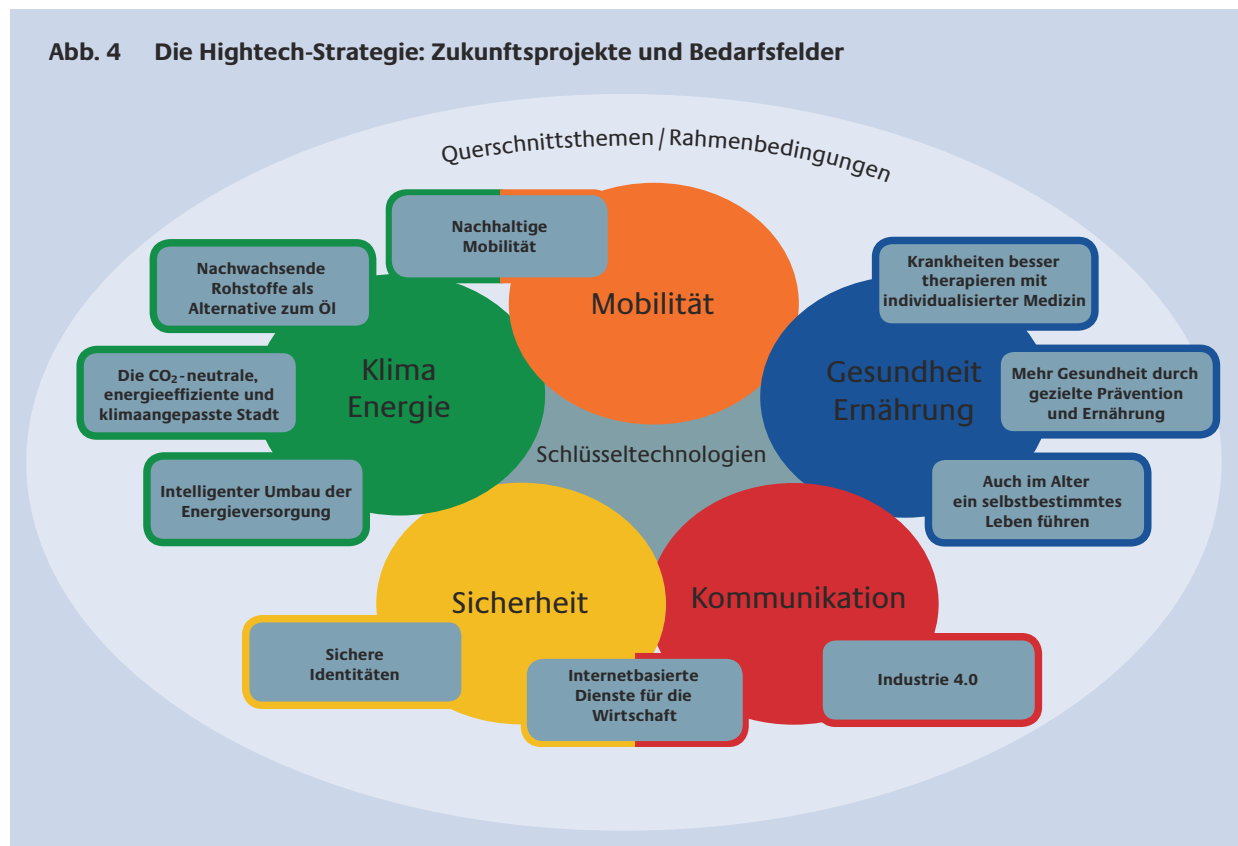 Abb. 4 Die Hightech-Strategie: Zukunftsprojekte und Bedarfsfelder
Querschnittsthemen / Rahmenbedingungen
Nachhaltige
Mobilität
Mobilität
Nachwachsende
Rohstoffe als
Alternative zum Öl
Die CO₂-neutrale,
energieeffiziente und
klimaangepasste Stadt
Intelligenter Umbau der
Energieversorgung
Klima
Energie
Krankheiten besser
therapieren mit
individualisierter Medizin
Gesundheit
Ernährung
Mehr Gesundheit durch
gezielte Prävention
und Ernährung
Auch im Alter
ein selbstbestimmtes
Leben führen
Schlüsseltechnologien
Sicherheit
Kommunikation
Sichere
Identitäten
Internetbasierte
Dienste für die
Wirtschaft
Industrie 4.0